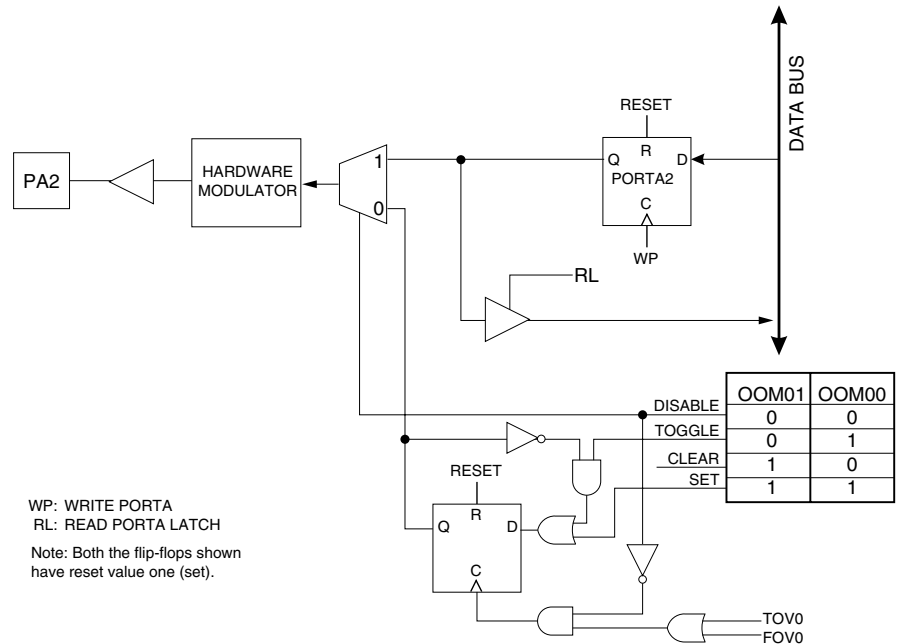 DATA BUS
RESET
R
Q
D
PORTA2
C
WP
PA2
HARDWARE
MODULATOR
1
0
RL
OOM01 OOM00
DISABLE 0 0
TOGGLE 0 1
CLEAR 1 0
SET 1 1
RESET
R
Q
D
C
TOV0
FOV0
WP: WRITE PORTA
RL: READ PORTA LATCH
Note: Both the flip-flops shown
have reset value one (set).